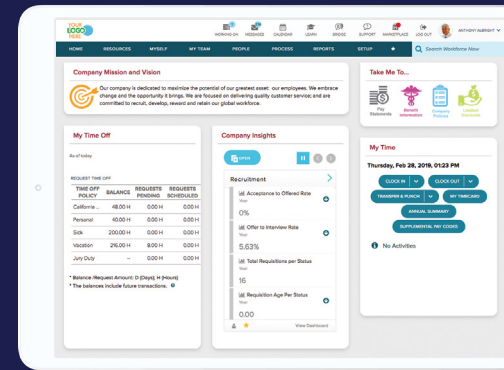 YOUR
LOGO
HERE
WORKING ON
MESSAGES
CALENDAR
LEARN
BRIDGE
SUPPORT
MARKETPLACE
LOG OUT
ANTHONY ALBRIGHT
HOME
RESOURCES
MYSELF
MY TEAM
PEOPLE
PROCESS
REPORTS
SETUP
Search Workforce Now
Company Mission and Vision
Our company is dedicated to maximize the potential of our greatest asset: our employees. We embrace
change and the opportunity it brings. We are focused on delivering quality customer service; and are
committed to recruit, develop, reward and retain our global workforce.
Take Me To...
Pay
Statements
Benefit
Information
Company
Policies
My Time Off
As of today
REQUEST TIME OFF
TIME OFF POLICY BALANCE REQUESTS PENDING REQUESTS SCHEDULED
California ... 48.00 H 0.00 H 0.00 H
Personal 40.00 H 0.00 H 0.00 H
Sick 200.00 H 0.00 H 0.00 H
Vacation 216.00 H 8.00 H 0.00 H
Jury Duty -- 0.00 H 0.00 H
* Balance /Request Amount: D (Days); H (Hours)
* The balances include future transactions.
Company Insights
Recruitment
Acceptance to Offered Rate
Year
0%
Offer to Interview Rate
Year
5.63%
Total Requisitions per Status
Year
16
Requisition Age Per Status
Year
0.00
View Dashboard
My Time
Thursday, Feb 28, 2019, 01:23 PM
CLOCK IN
CLOCK OUT
TRANSFER & PUNCH
MY TIMECARD
ANNUAL SUMMARY
SUPPLEMENTAL PAY CODES
No Activities